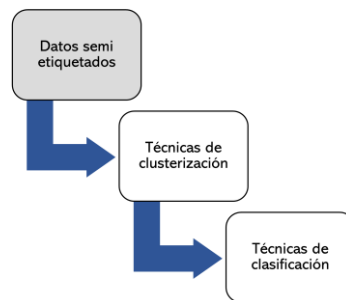 Datos semi
etiquetados
Técnicas de
clusterización
Técnicas de
clasificación